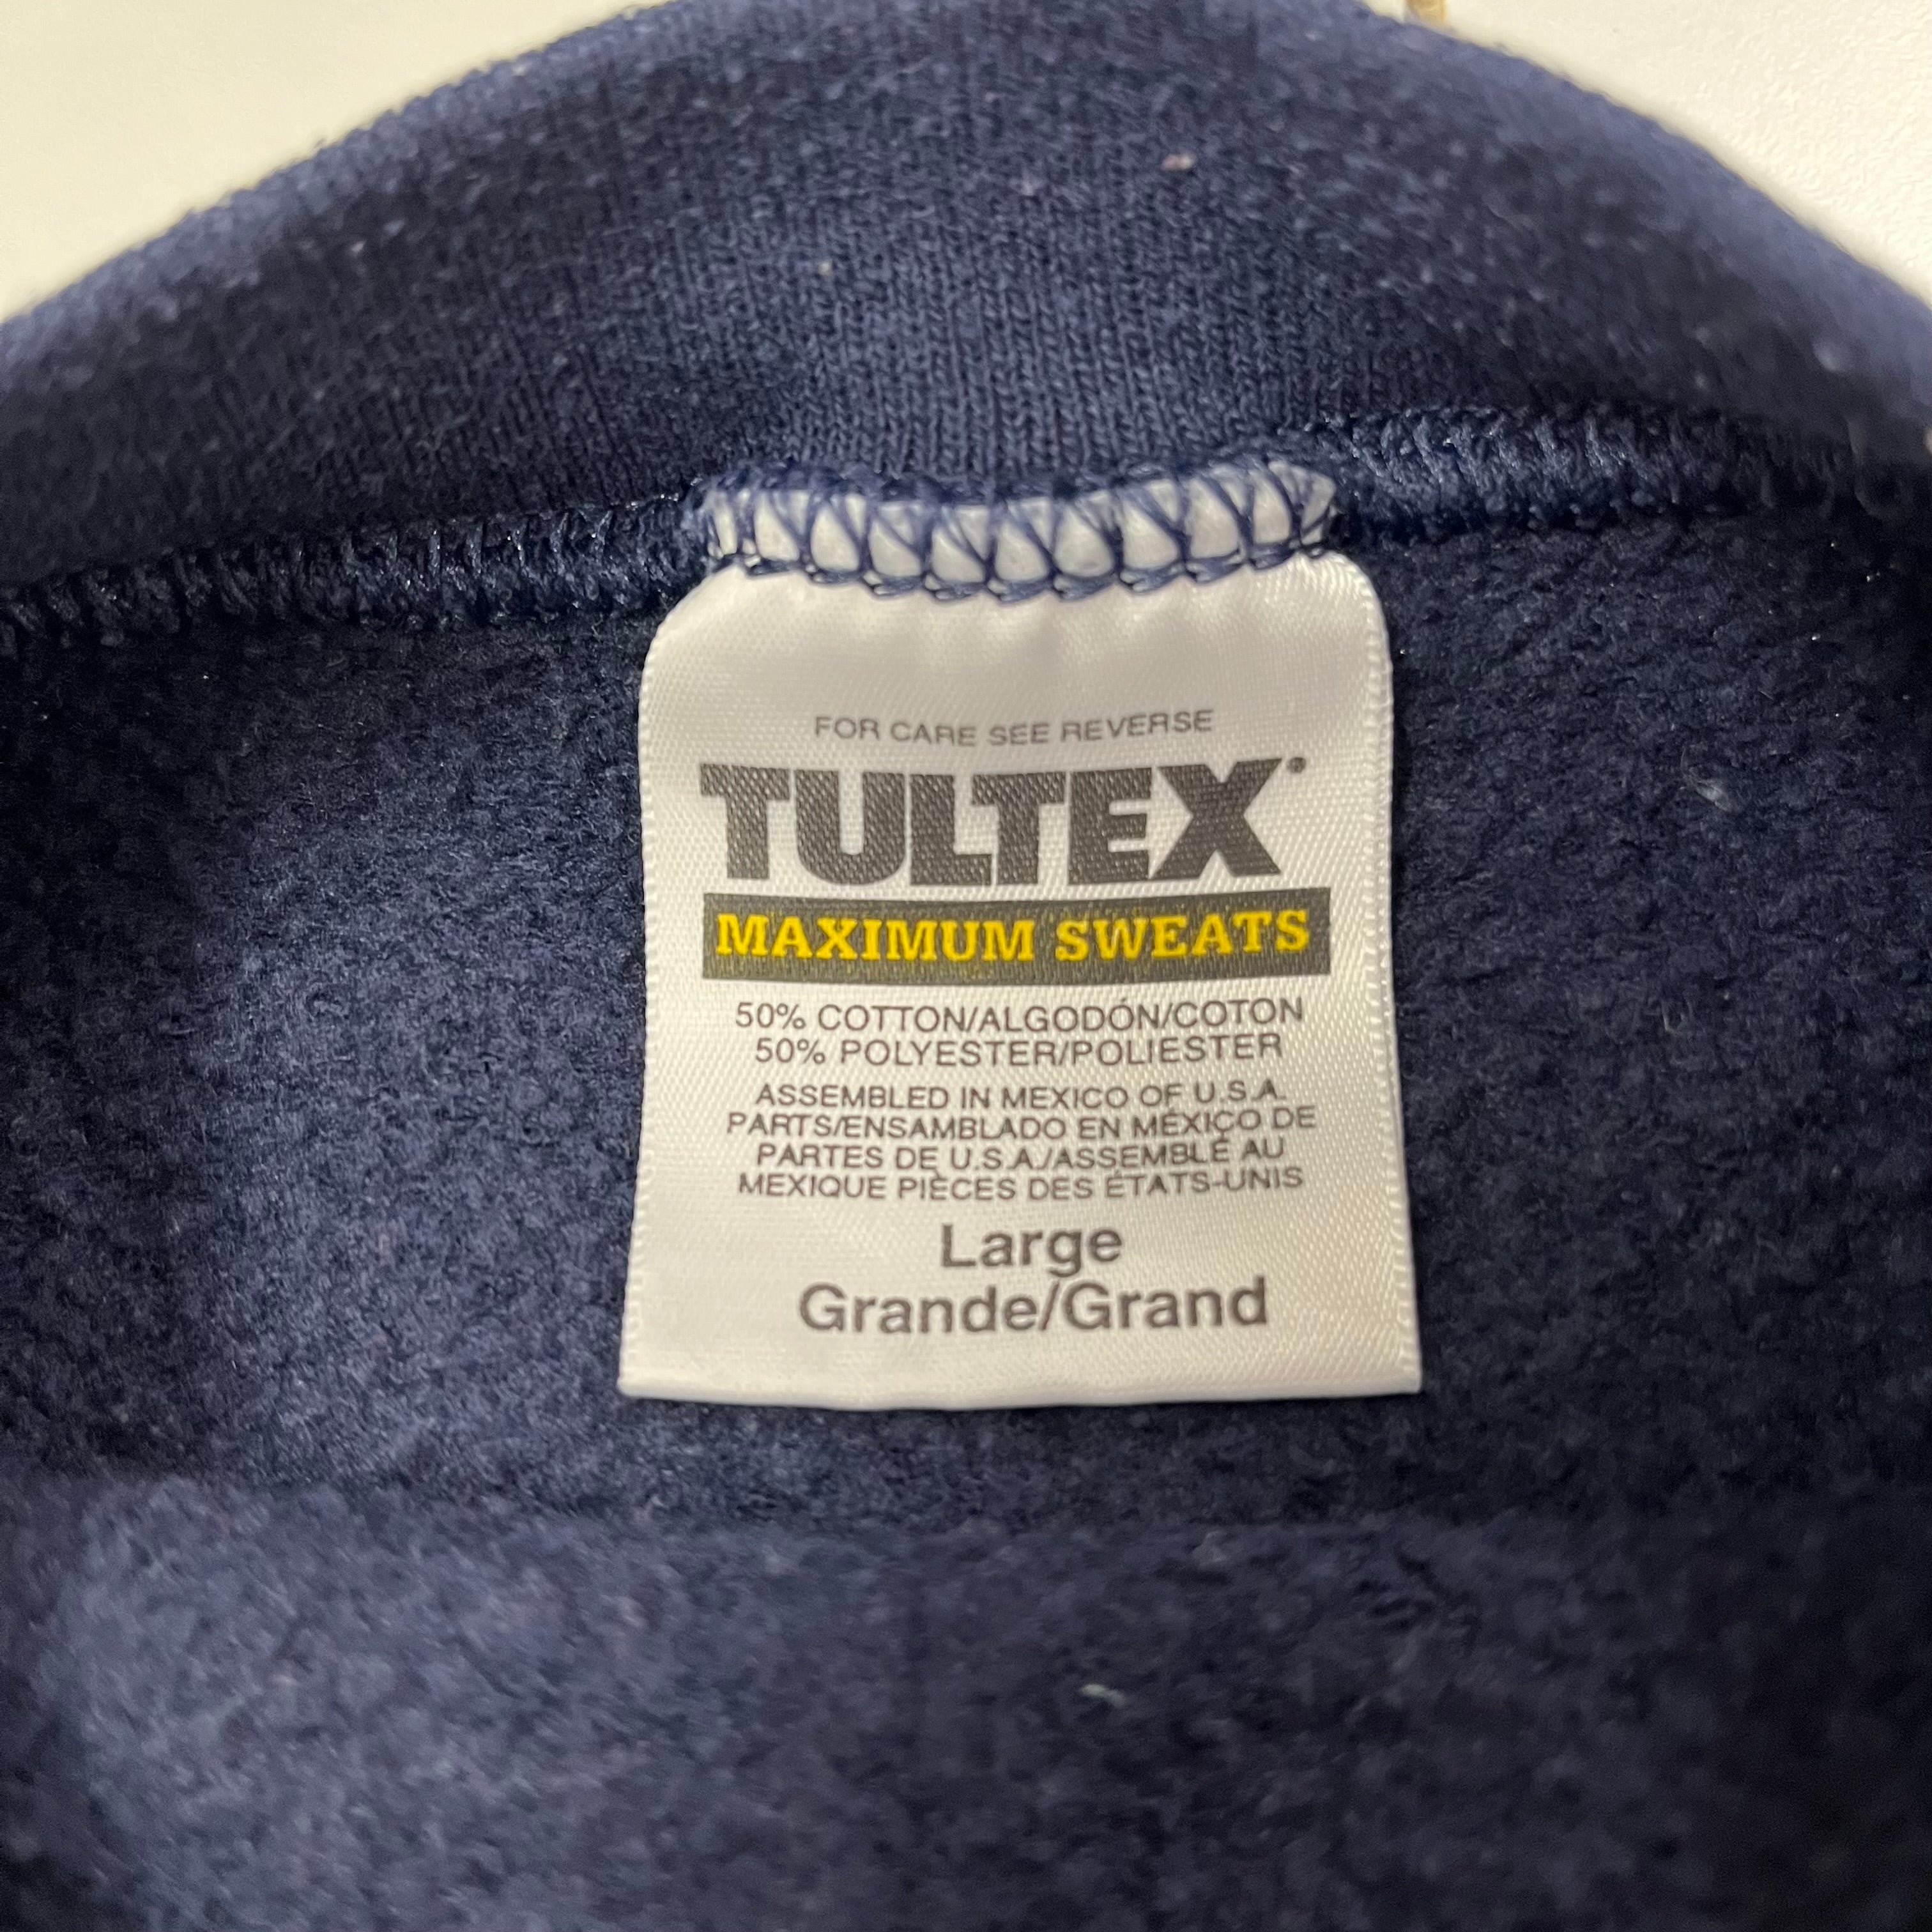 FOR CARE SEE REVERSE
TULTEX
MAXIMUM SWEATS
50% COTTON/ALGODÓN/COTON
50% POLYESTER/POLIESTER
ASSEMBLED IN MEXICO OF U.S.A.
PARTS/ENSAMBLADO EN MÉXICO DE
PARTES DE U.S.A./ASSEMBLÉ AU
MEXIQUE PIÈCES DES ÉTATS-UNIS
Large
Grande/Grand